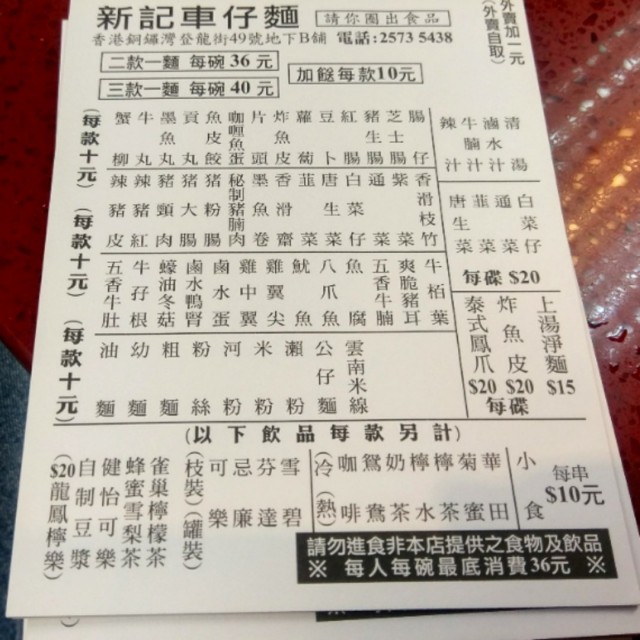 新記車仔麵
請你圈出食品
外賣加一元
(外賣自取)
香港銅鑼灣登龍街49號地下B舖 電話:2573 5438
二款一麵 每碗 36 元
三款一麵 每碗 40 元
加餸每款10元
(每款十元)
蟹柳
牛丸
墨魚丸
貢丸
魚皮餃
咖喱魚蛋
片頭
炸魚皮
蘿蔔
豆卜
紅腸
豬生腸
芝士腸
腸仔
辣汁
牛腩汁
滷水汁
清湯
(每款十元)
辣豬皮
辣豬紅
豬頸肉
豬大腸
豬粉腸
秘制豬腩肉
墨魚卷
香滑齋
韮菜
唐生菜
白菜仔
通菜
紫菜
香滑枝竹
唐生菜
韮菜
通菜
白菜仔
每碟 $20
五香牛肚
牛孖根
蠔油冬菇
鹵水鴨腎
鹵水蛋
雞中翼
雞翼尖
魷魚
八爪魚
魚腐
五香牛腩
爽脆豬耳
牛栢葉
泰式鳳爪 $20
炸魚皮 $20
每碟
上湯淨麵 $15
(每款十元)
油麵
幼麵
粗麵
粉絲
河粉
米粉
瀨粉
公仔麵
雲南米線
(以下飲品每款另計)
($20龍鳳檸樂)
自制豆漿
健怡可樂
蜂蜜雪梨茶
雀巢檸檬茶
(枝裝)(罐裝)
可樂
忌廉
芬達
雪碧
(冷)(熱)
咖啡
鴛鴦
奶茶
檸水
檸茶
菊蜜
華田
小食
每串
$10元
請勿進食非本店提供之食物及飲品
※ 每人每碗最底消費36元 ※